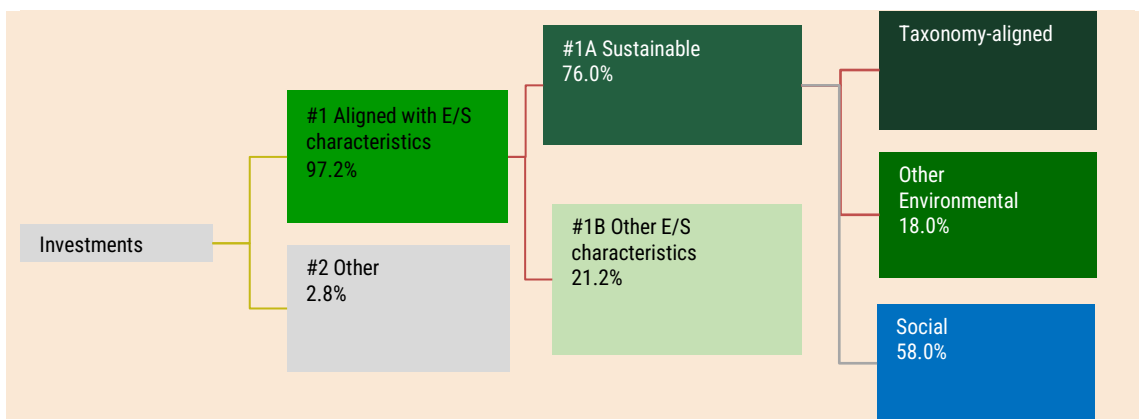 Investments
#1 Aligned with E/S
characteristics
97.2%
#2 Other
2.8%
#1A Sustainable
76.0%
#1B Other E/S
characteristics
21.2%
Taxonomy-aligned
Other
Environmental
18.0%
Social
58.0%